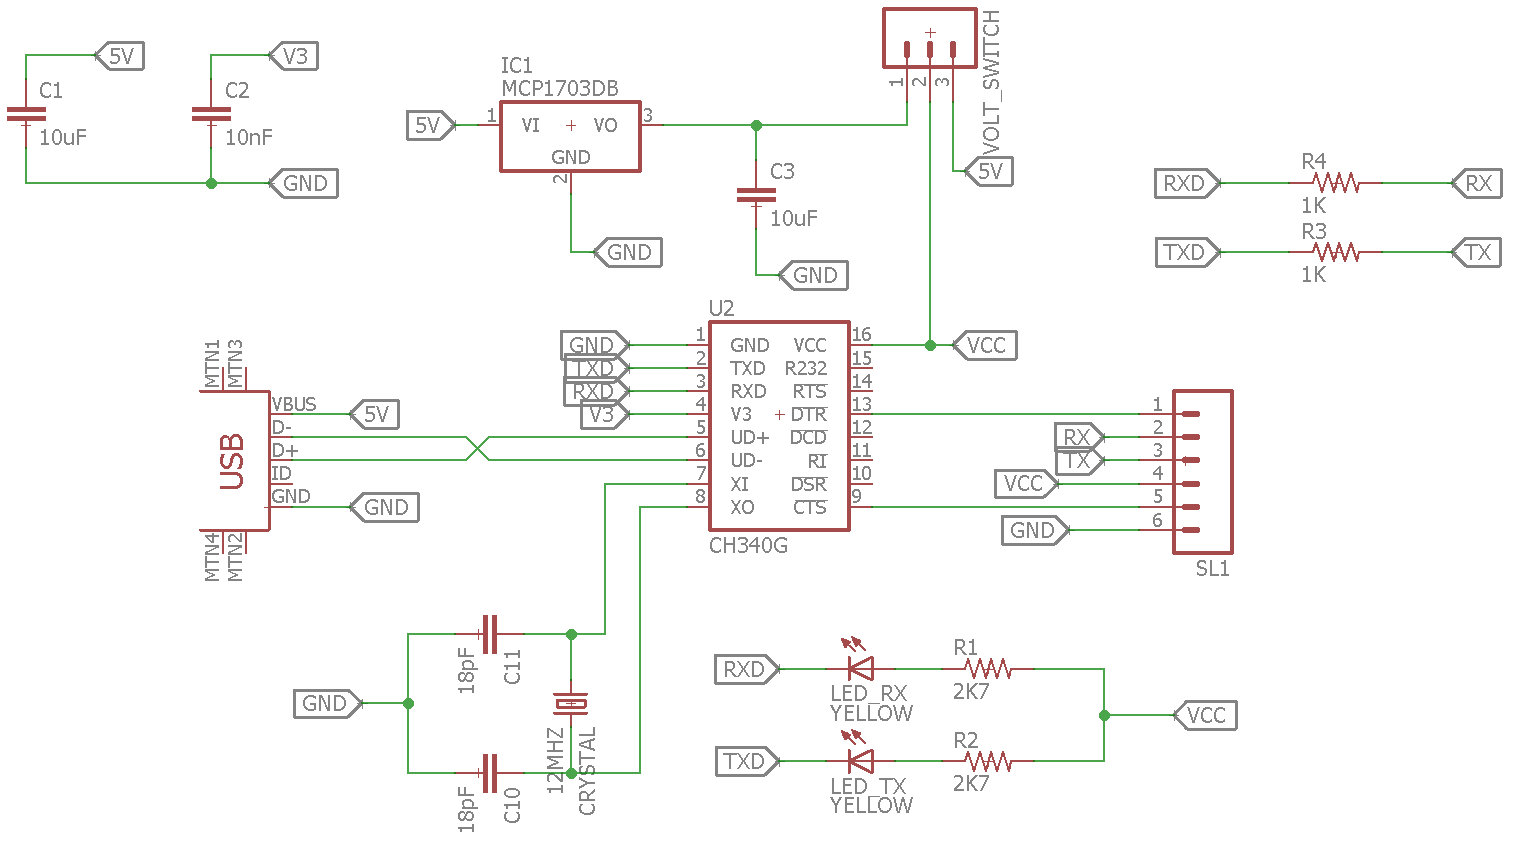 5V
C1
10uF
V3
C2
10nF
GND
IC1
MCP1703DB
5V
1
VI
VO
3
GND
2
GND
C3
10uF
GND
1
2
3
VOLT_SWITCH
5V
RXD
R4
1K
RX
TXD
R3
1K
TX
MTN1
MTN3
USB
VBUS
D-
D+
ID
GND
MTN4
MTN2
5V
GND
U2
GND
TXD
RXD
V3
1
2
3
4
5
6
7
8
GND
TXD
RXD
V3
UD+
UD-
XI
XO
VCC
R232
RTS
DTR
DCD
RI
DSR
CTS
16
15
14
13
12
11
10
9
CH340G
VCC
RX
TX
VCC
GND
1
2
3
4
5
6
SL1
GND
18pF
C11
18pF
C10
12MHZ
CRYSTAL
RXD
LED_RX
YELLOW
R1
2K7
TXD
LED_TX
YELLOW
R2
2K7
VCC